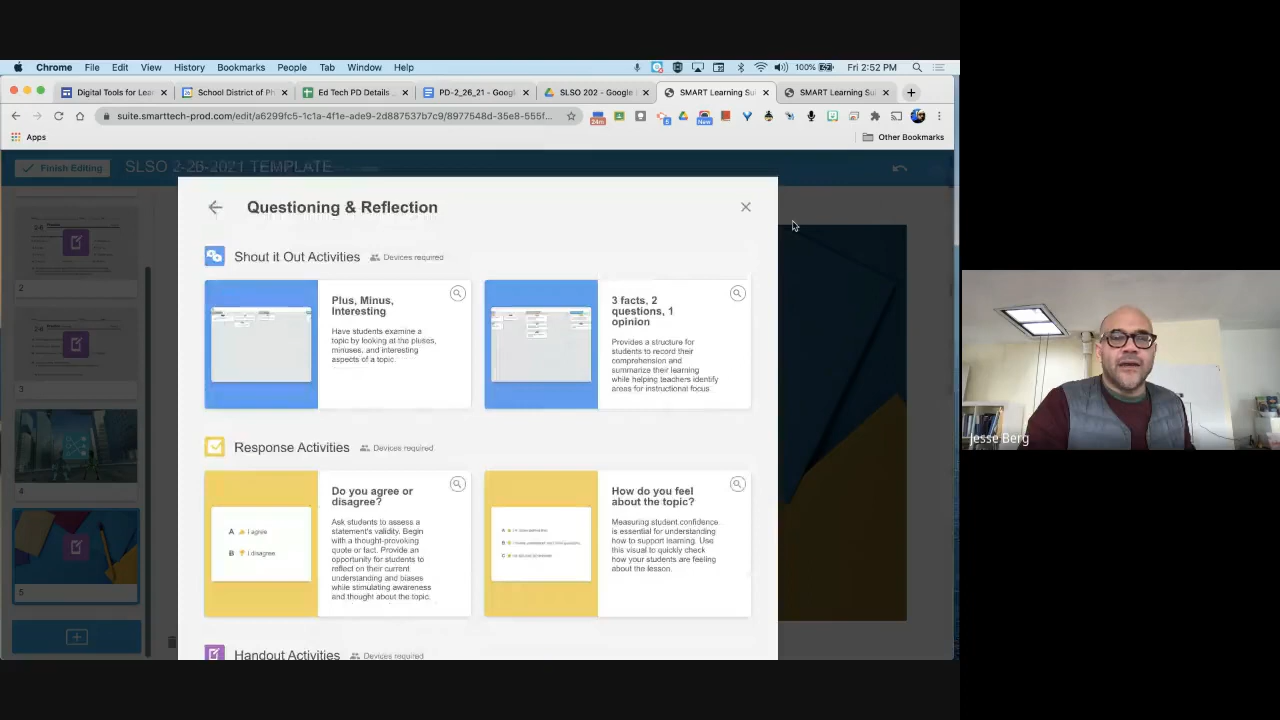 Chrome File Edit View History Bookmarks People Tab Window Help 100% Fri 2:52 PM
Digital Tools for Lear School District of Ph Ed Tech PD Details ... PD-2_26_21 - Googl SLSO 202 - Google SMART Learning Su SMART Learning Su
suite.smarttech-prod.com/edit/a6299fc5-1c1a-4f1e-ade9-2d887537b7c9/8977548d-35e8-555f...
Apps Other Bookmarks
Finish Editing SLSO 2-26-2021 TEMPLATE
Questioning & Reflection
Shout it Out Activities Devices required
Plus, Minus,
Interesting
Have students examine a
topic by looking at the pluses,
minuses, and interesting
aspects of a topic.
3 facts, 2
questions, 1
opinion
Provides a structure for
students to record their
comprehension and
summarize their learning
while helping teachers identify
areas for instructional focus
Response Activities Devices required
Do you agree or
disagree?
Ask students to assess a
statement's validity. Begin
with a thought-provoking
quote or fact. Provide an
opportunity for students to
reflect on their current
understanding and biases
while stimulating awareness
and thought about the topic.
A I agree
B I disagree
How do you feel
about the topic?
Measuring student confidence
is essential for understanding
how to support learning. Use
this visual to quickly check
how your students are feeling
about the lesson.
Handout Activities Devices required
2
3
4
5
Jesse Berg